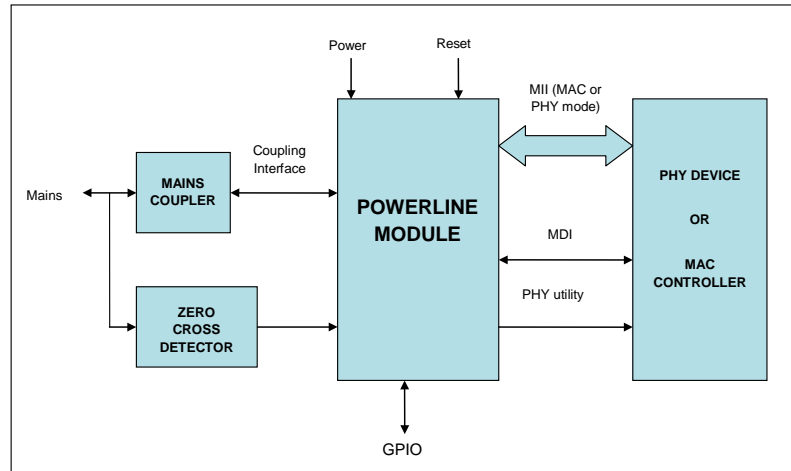 Power
Reset
MII (MAC or
PHY mode)
Coupling
Interface
Mains
MAINS
COUPLER
POWERLINE
MODULE
PHY DEVICE
OR
MAC
CONTROLLER
MDI
PHY utility
ZERO
CROSS
DETECTOR
GPIO